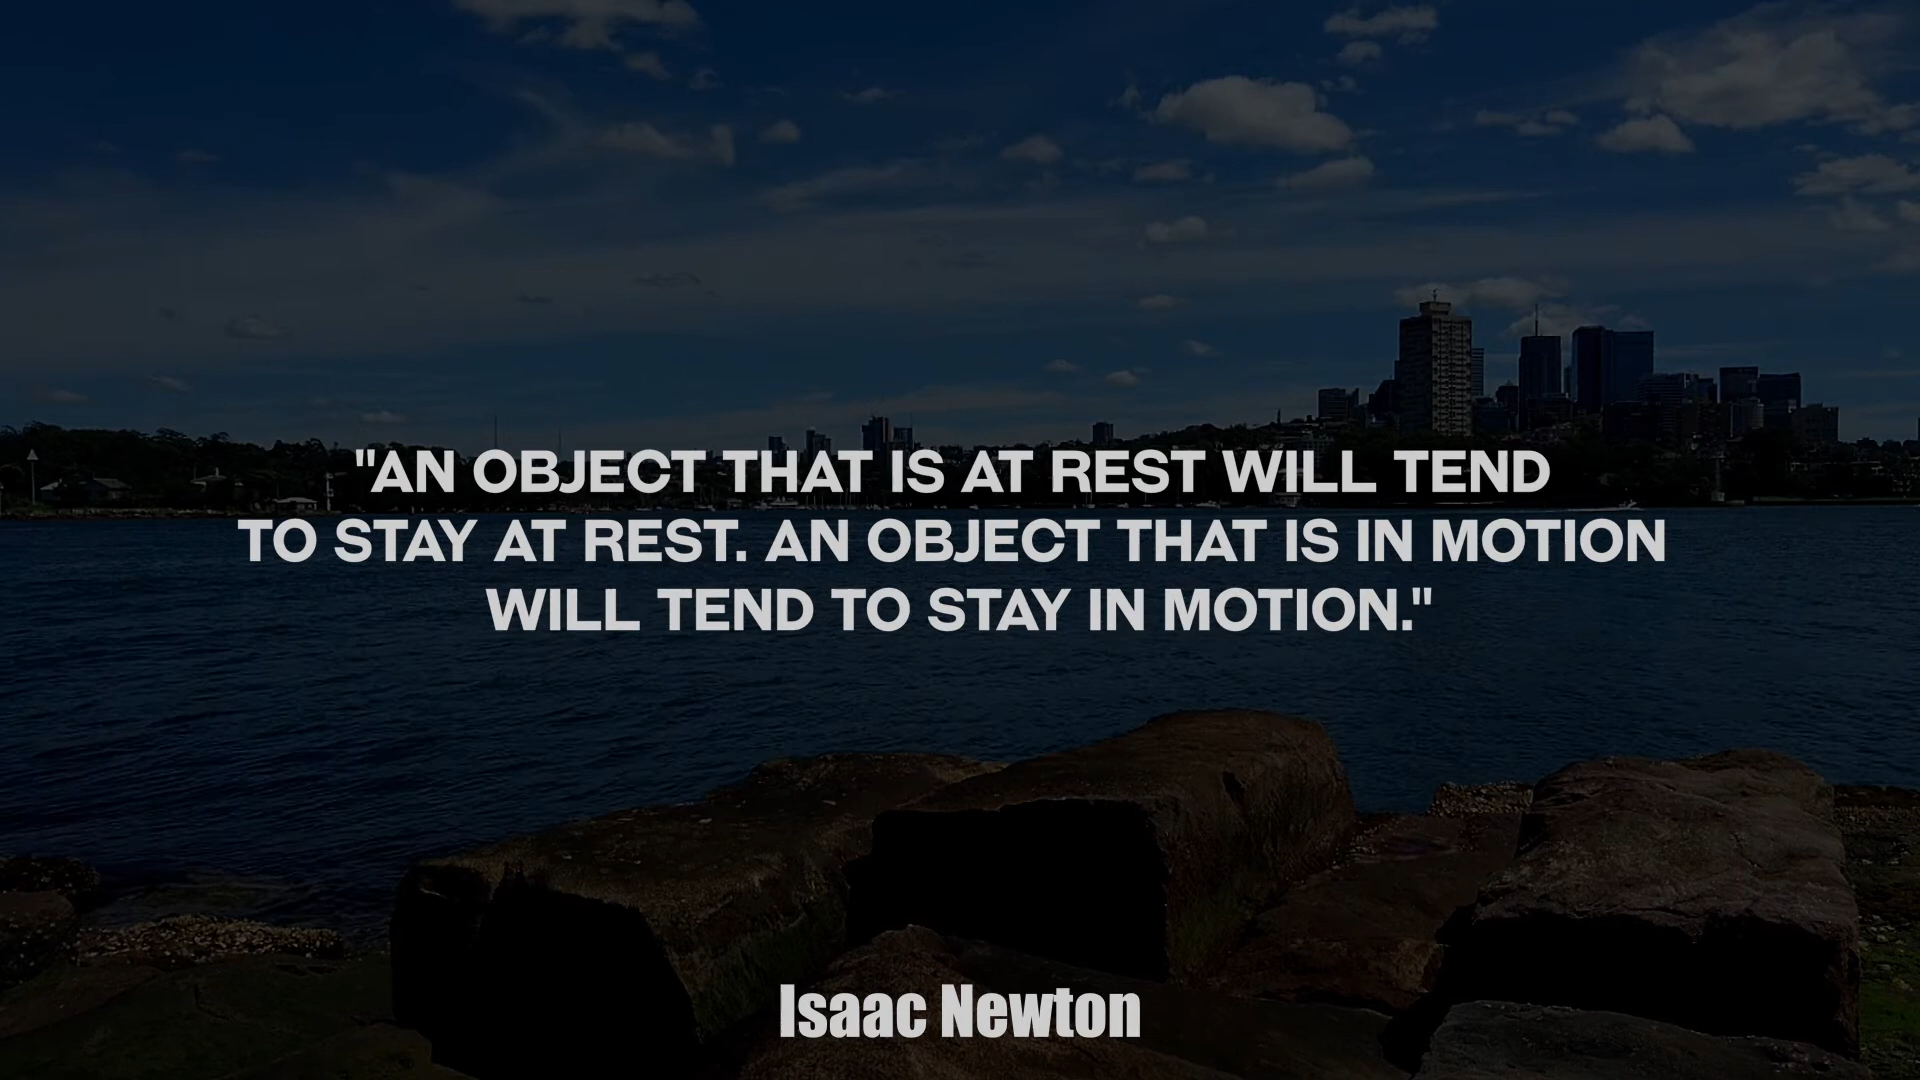 "AN OBJECT THAT IS AT REST WILL TEND
TO STAY AT REST. AN OBJECT THAT IS IN MOTION
WILL TEND TO STAY IN MOTION."
Isaac Newton